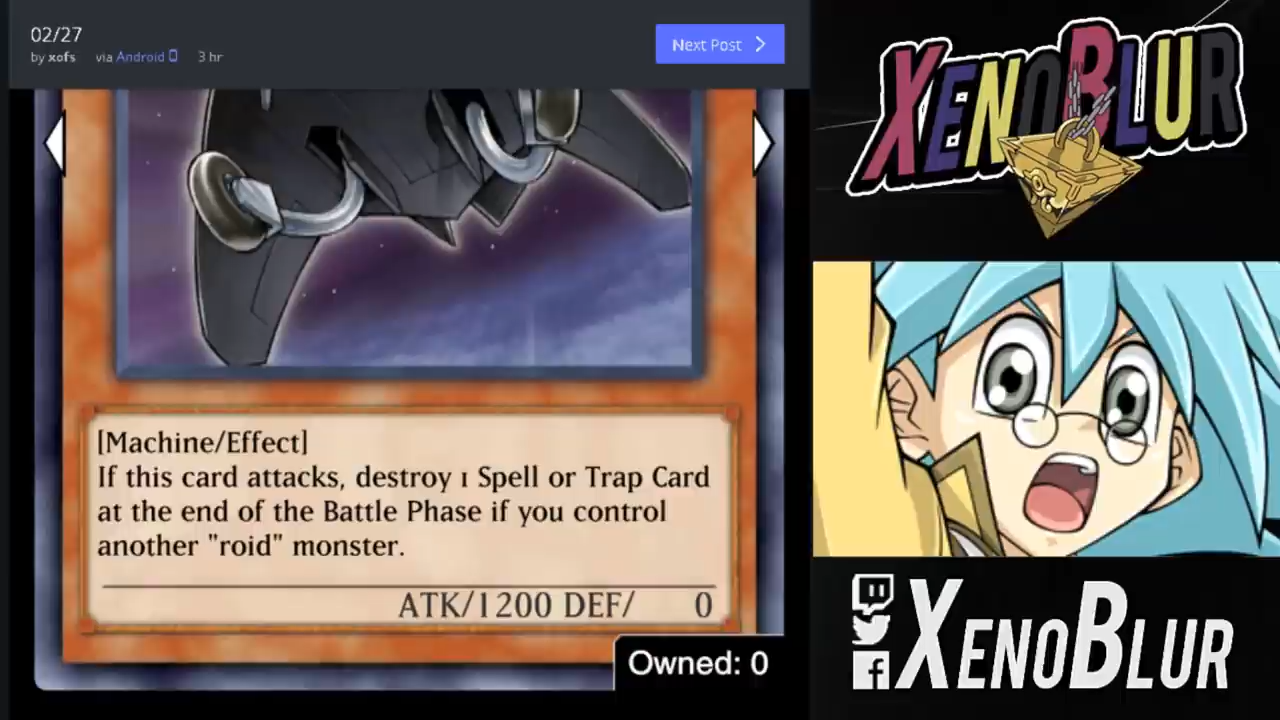 02/27
by xofs via Android 3 hr
Next Post
XENOBLUR
[Machine/Effect]
If this card attacks, destroy 1 Spell or Trap Card
at the end of the Battle Phase if you control
another "roid" monster.
ATK/1200 DEF/ 0
Owned: 0
XENOBLUR